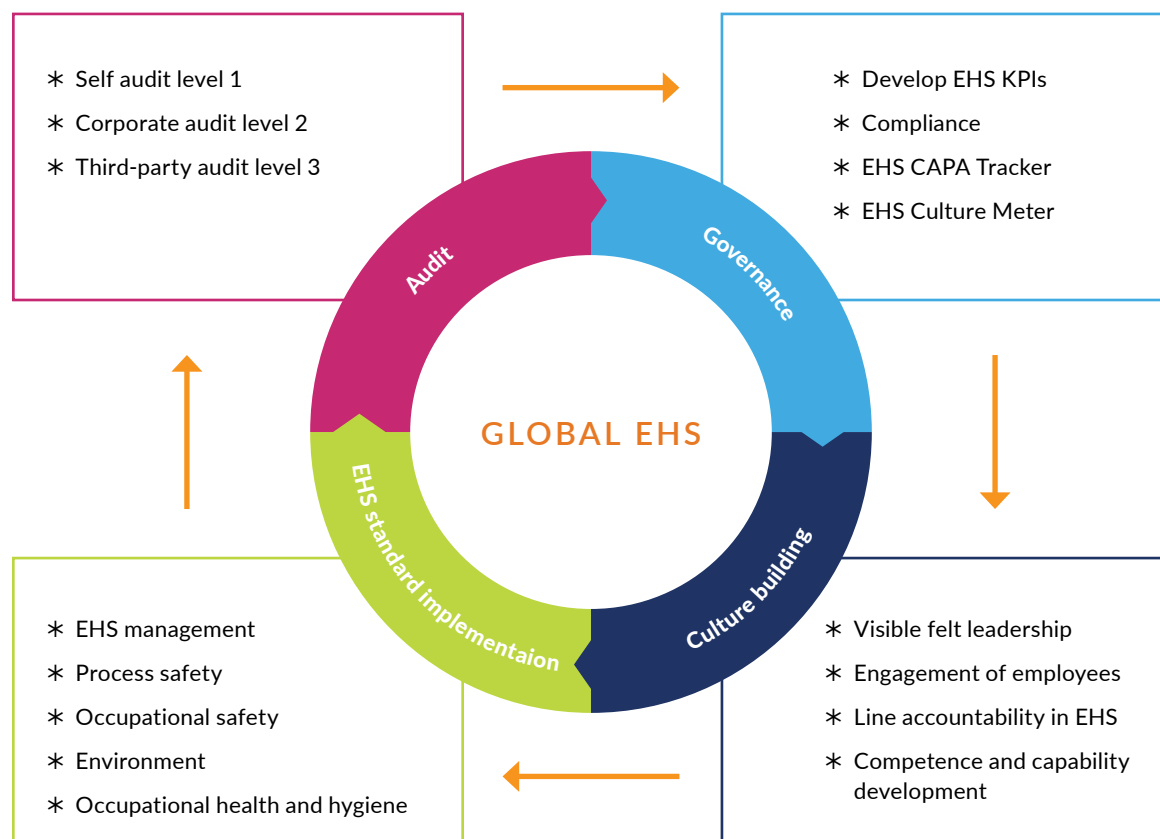 * Self audit level 1
* Corporate audit level 2
* Third-party audit level 3
* Develop EHS KPIs
* Compliance
* EHS CAPA Tracker
* EHS Culture Meter
Audit
Governance
GLOBAL EHS
EHS standard implementaion
Culture building
* EHS management
* Process safety
* Occupational safety
* Environment
* Occupational health and hygiene
* Visible felt leadership
* Engagement of employees
* Line accountability in EHS
* Competence and capability
development